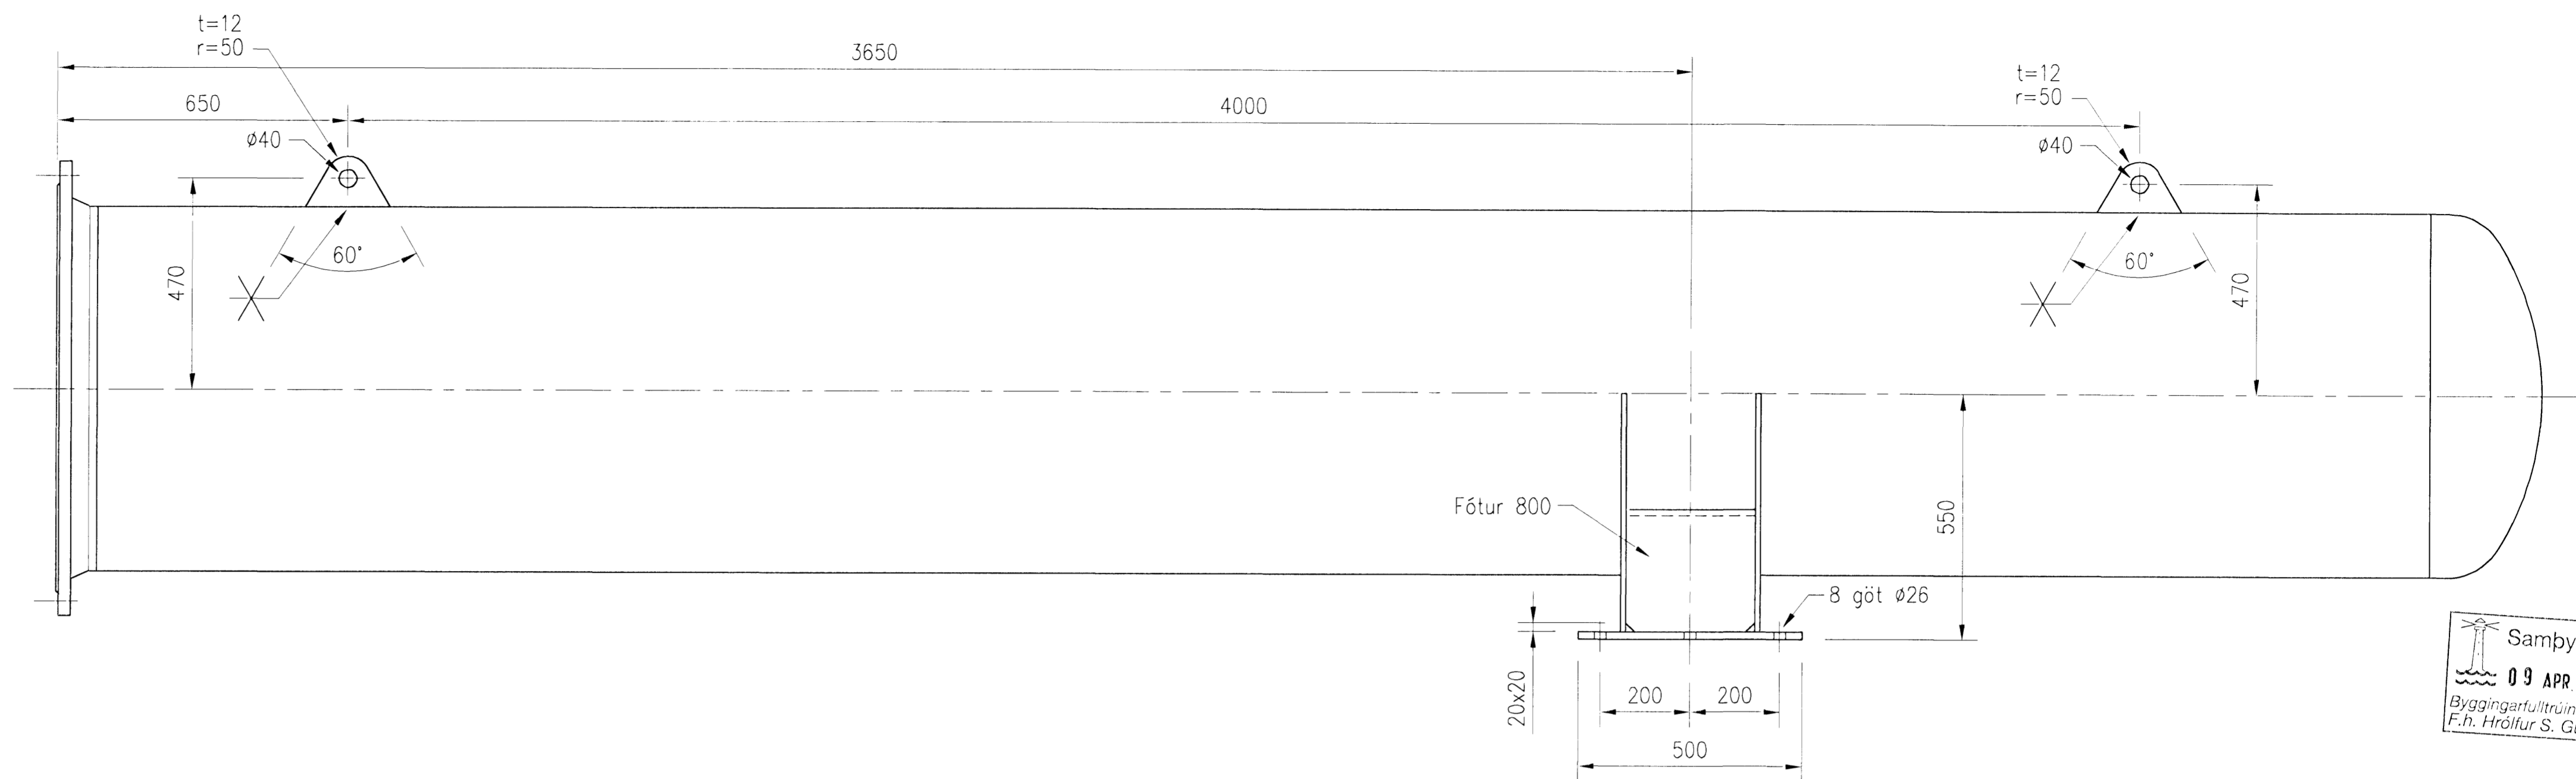 t=12
r=50
3650
t=12
r=50
650
4000
ø40
ø40
60°
60°
470
470
Fótur 800
550
8 göt ø26
20x20
200
200
500
09 APR.
Byggingarfulltrúin
F.h. Hrólfur S.